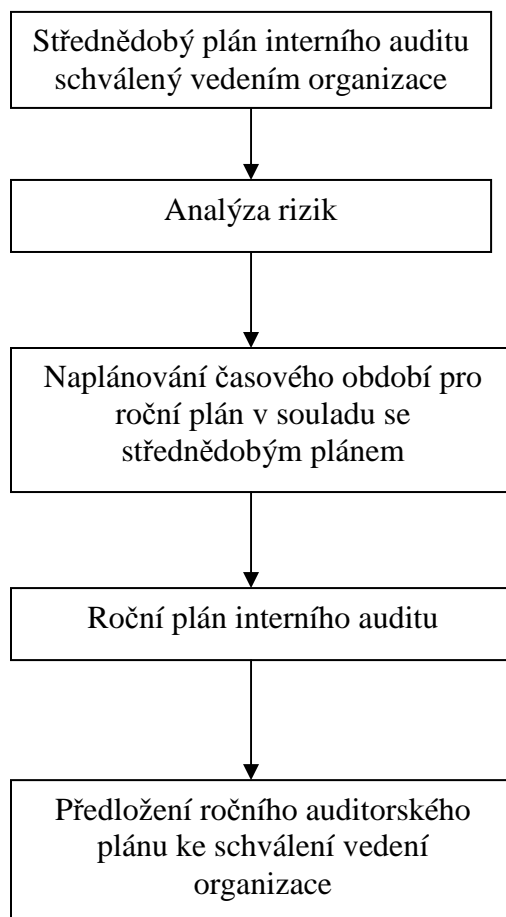 Střednědobý plán interního auditu
schválený vedením organizace
Analýza rizik
Naplánování časového období pro
roční plán v souladu se
střednědobým plánem
Roční plán interního auditu
Předložení ročního auditorského
plánu ke schválení vedení
organizace